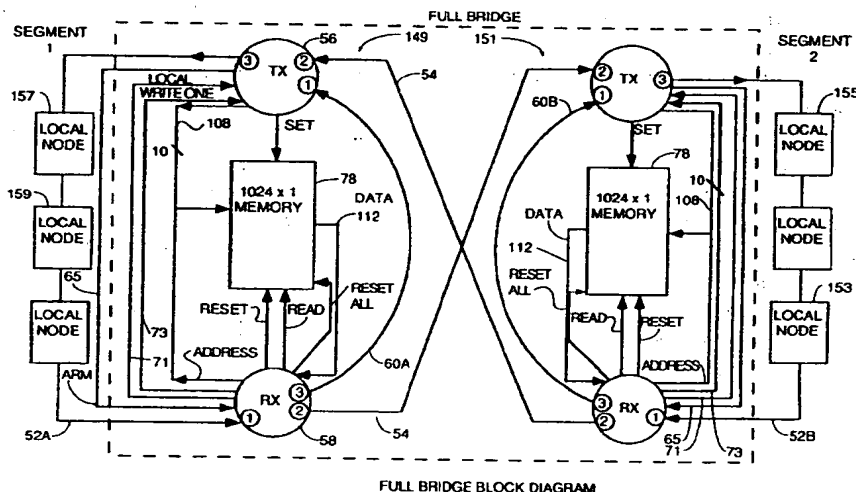 FULL BRIDGE
SEGMENT
1
SEGMENT
2
157
LOCAL
NODE
159
LOCAL
NODE
LOCAL
NODE
65
ARM
52A
73
71
LOCAL
WRITE ONE
108
10
3
2
1
TX
56
149
54
SET
78
1024 x 1
MEMORY
DATA
112
RESET
READ
RESET
ALL
ADDRESS
60A
RX
1
3
2
58
54
151
2
1
3
TX
60B
SET
78
1024 x 1
MEMORY
10
108
DATA
112
RESET
ALL
READ
RESET
ADDRESS
RX
3
2
1
65
71
73
52B
155
LOCAL
NODE
LOCAL
NODE
153
LOCAL
NODE
FULL BRIDGE BLOCK DIAGRAM